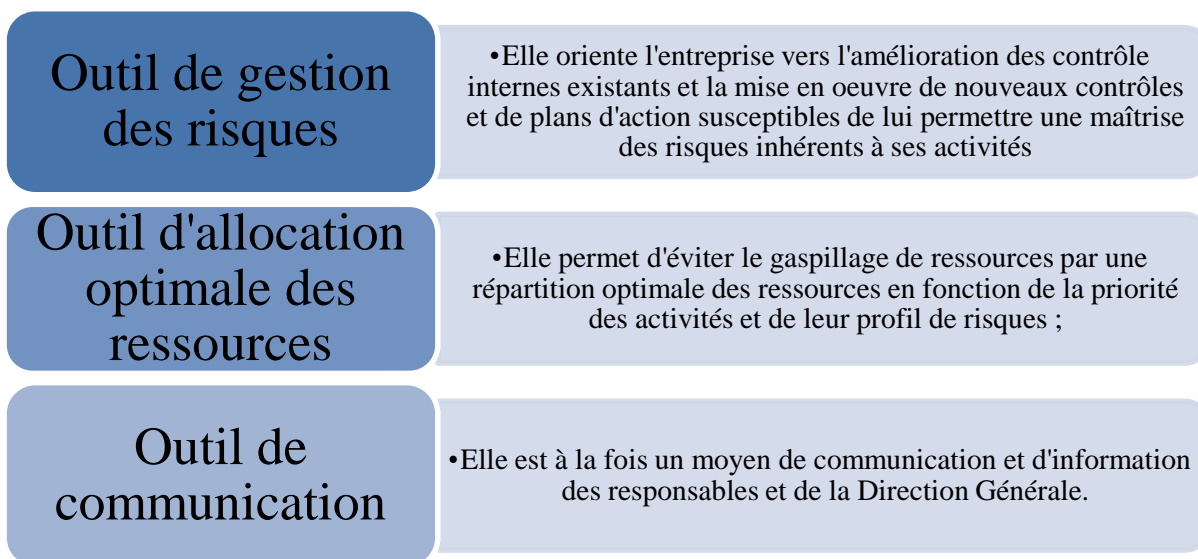 Outil de gestion
des risques
•Elle oriente l'entreprise vers l'amélioration des contrôle
internes existants et la mise en oeuvre de nouveaux contrôles
et de plans d'action susceptibles de lui permettre une maîtrise
des risques inhérents à ses activités
Outil d'allocation
optimale des
ressources
•Elle permet d'éviter le gaspillage de ressources par une
répartition optimale des ressources en fonction de la priorité
des activités et de leur profil de risques ;
Outil de
communication
•Elle est à la fois un moyen de communication et d'information
des responsables et de la Direction Générale.